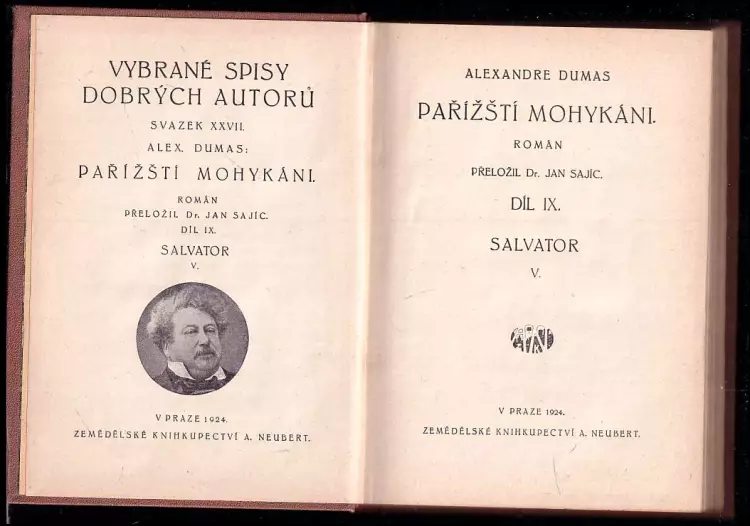 VYBRANÉ SPISY
DOBRÝCH AUTORŮ
SVAZEK XXVII.
ALEX. DUMAS:
PAŘÍŽŠTÍ MOHYKÁNI.
ROMÁN
PŘELOŽIL Dr. JAN SAJÍC.
DÍL IX.
SALVATOR
V.
V PRAZE 1924.
ZEMĚDĚLSKÉ KNIHKUPECTVÍ A. NEUBERT.
ALEXANDRE DUMAS
PAŘÍŽŠTÍ MOHYKÁNI.
ROMÁN
PŘELOŽIL Dr. JAN SAJÍC.
DÍL IX.
SALVATOR
V.
V PRAZE 1924.
ZEMĚDĚLSKÉ KNIHKUPECTVÍ A. NEUBERT.